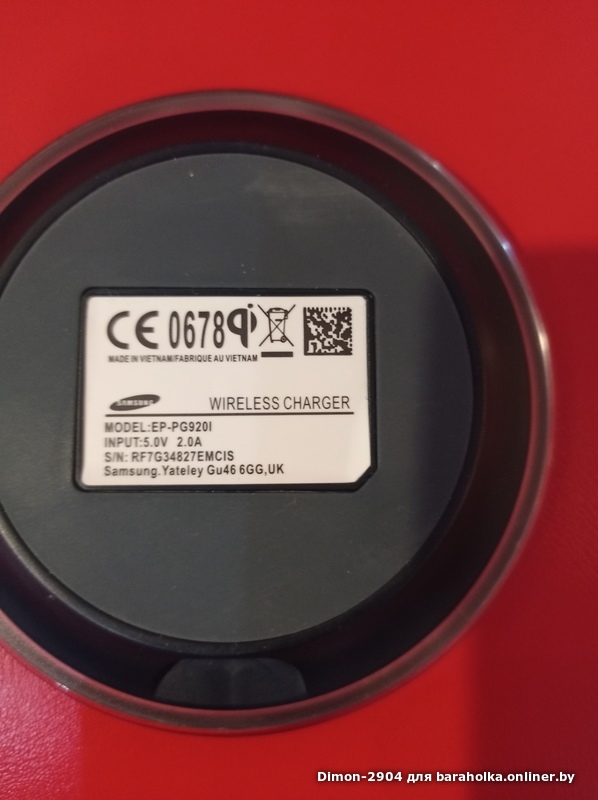 CE 0678 qi
MADE IN VIETNAM/FABRIQUE AU VIETNAM
SAMSUNG
WIRELESS CHARGER
MODEL:EP-PG920I
INPUT:5.0V 2.0A
S/N: RF7G34827EMCIS
Samsung.Yateley Gu46 6GG,UK
Dimon-2904 для baraholka.onliner.by